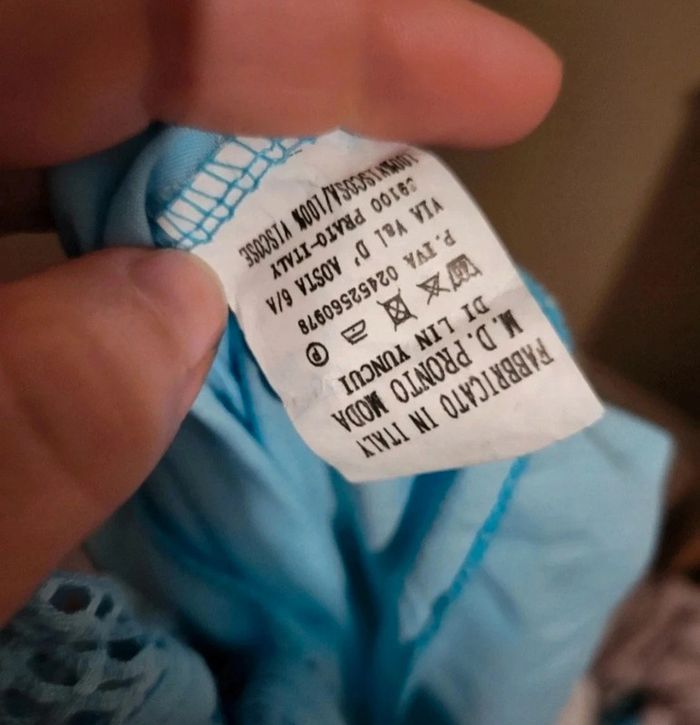 FABBRICATO IN ITALY
M. D. PRONTO MODA
DI LIN YUNCUI
P. IVA 02452560978
VIA Val D' AOSTA 6/A
59100 PRATO-ITALY
100%VISCOSA/100% VISCOSE